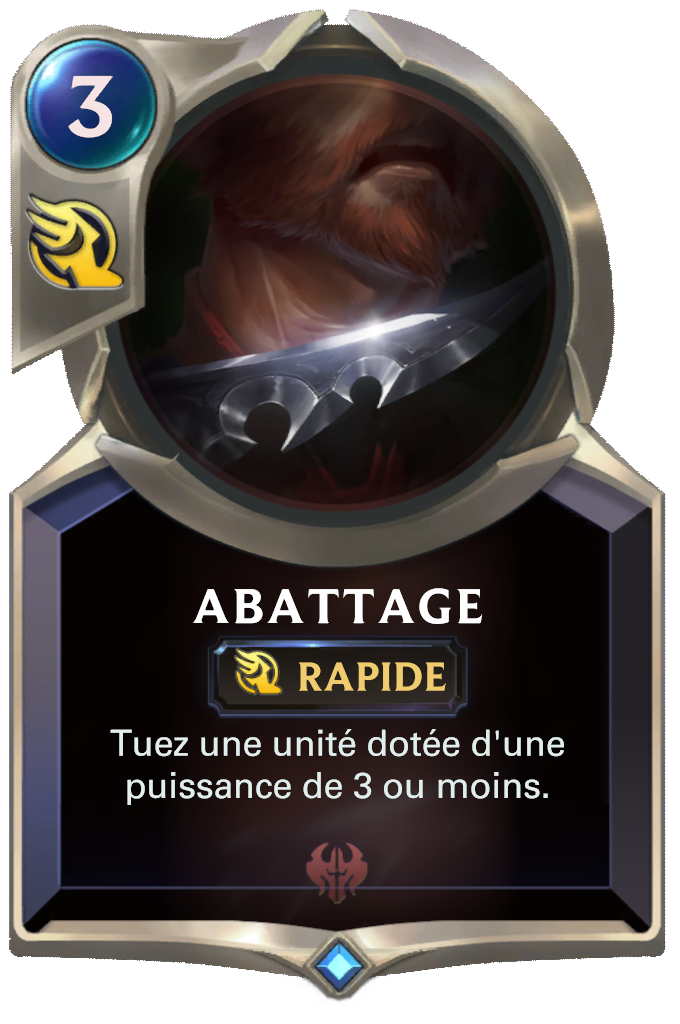 3
ABATTAGE
RAPIDE
Tuez une unité dotée d'une
puissance de 3 ou moins.